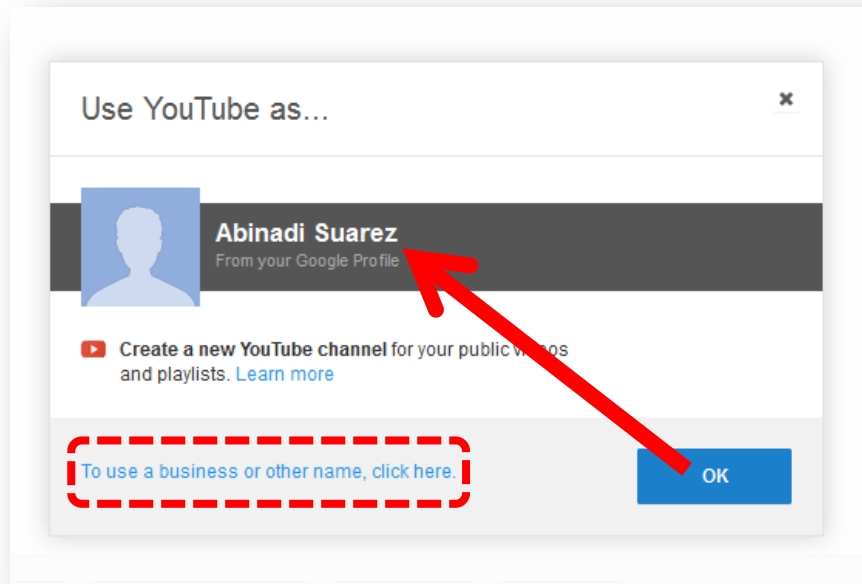 Use YouTube as...
Abinadi Suarez
From your Google Profile
Create a new YouTube channel for your public videos
and playlists. Learn more
To use a business or other name, click here.
OK